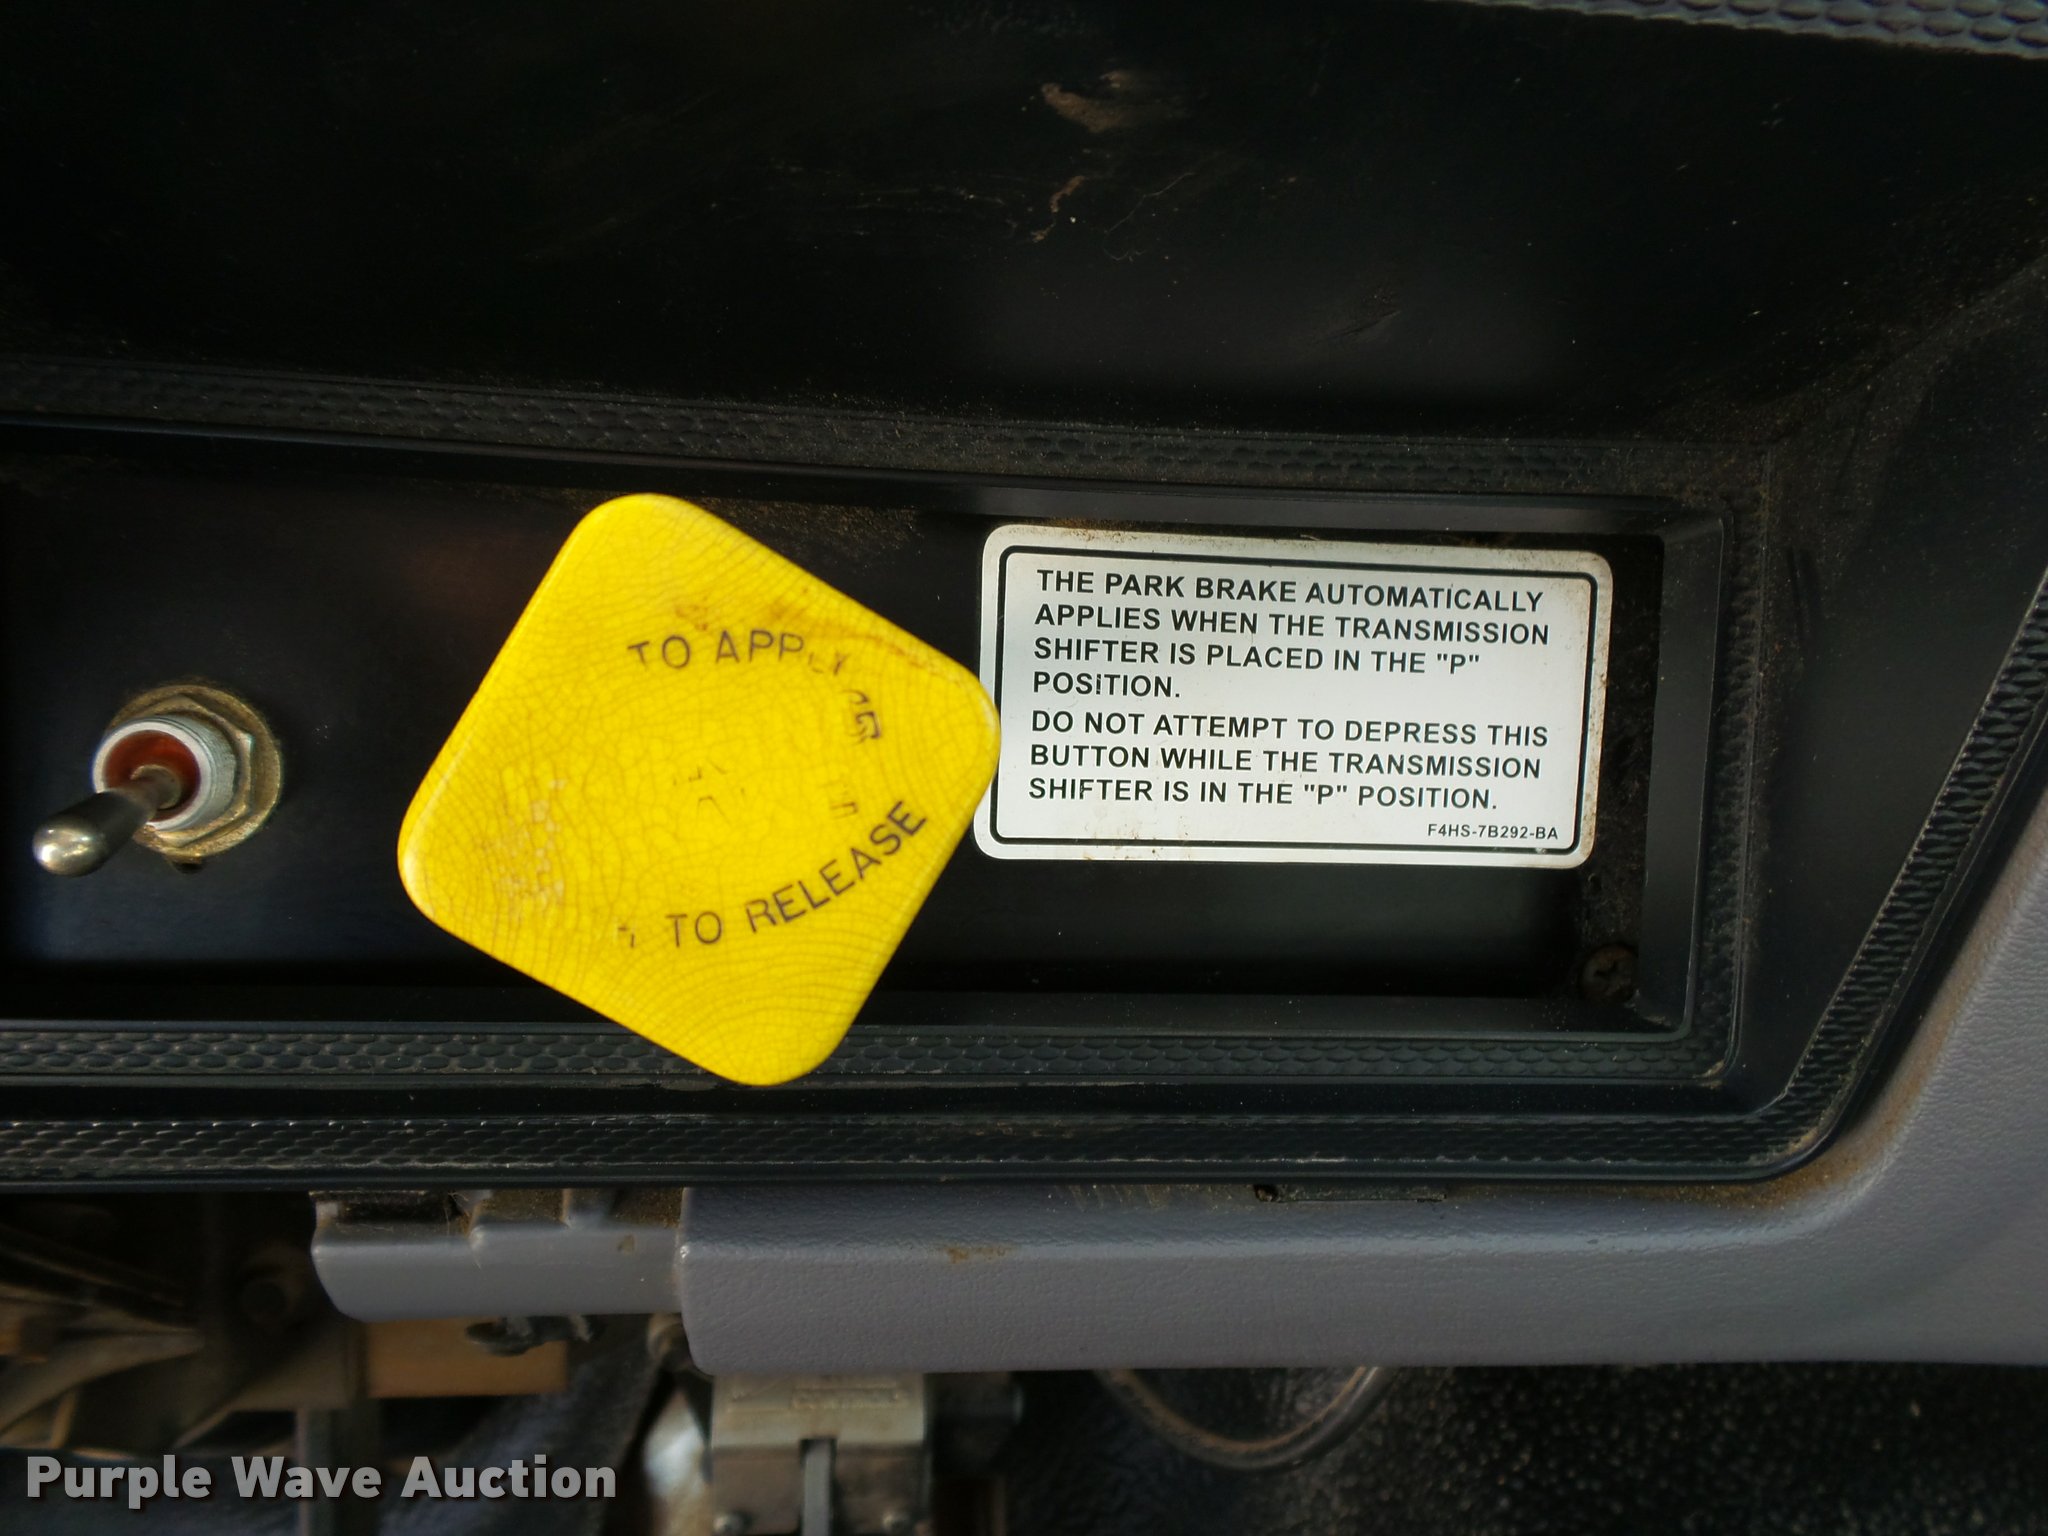 TO APPLY
TO RELEASE
THE PARK BRAKE AUTOMATICALLY
APPLIES WHEN THE TRANSMISSION
SHIFTER IS PLACED IN THE "P"
POSITION.
DO NOT ATTEMPT TO DEPRESS THIS
BUTTON WHILE THE TRANSMISSION
SHIFTER IS IN THE "P" POSITION.
F4HS-7B292-BA
Purple Wave Auction